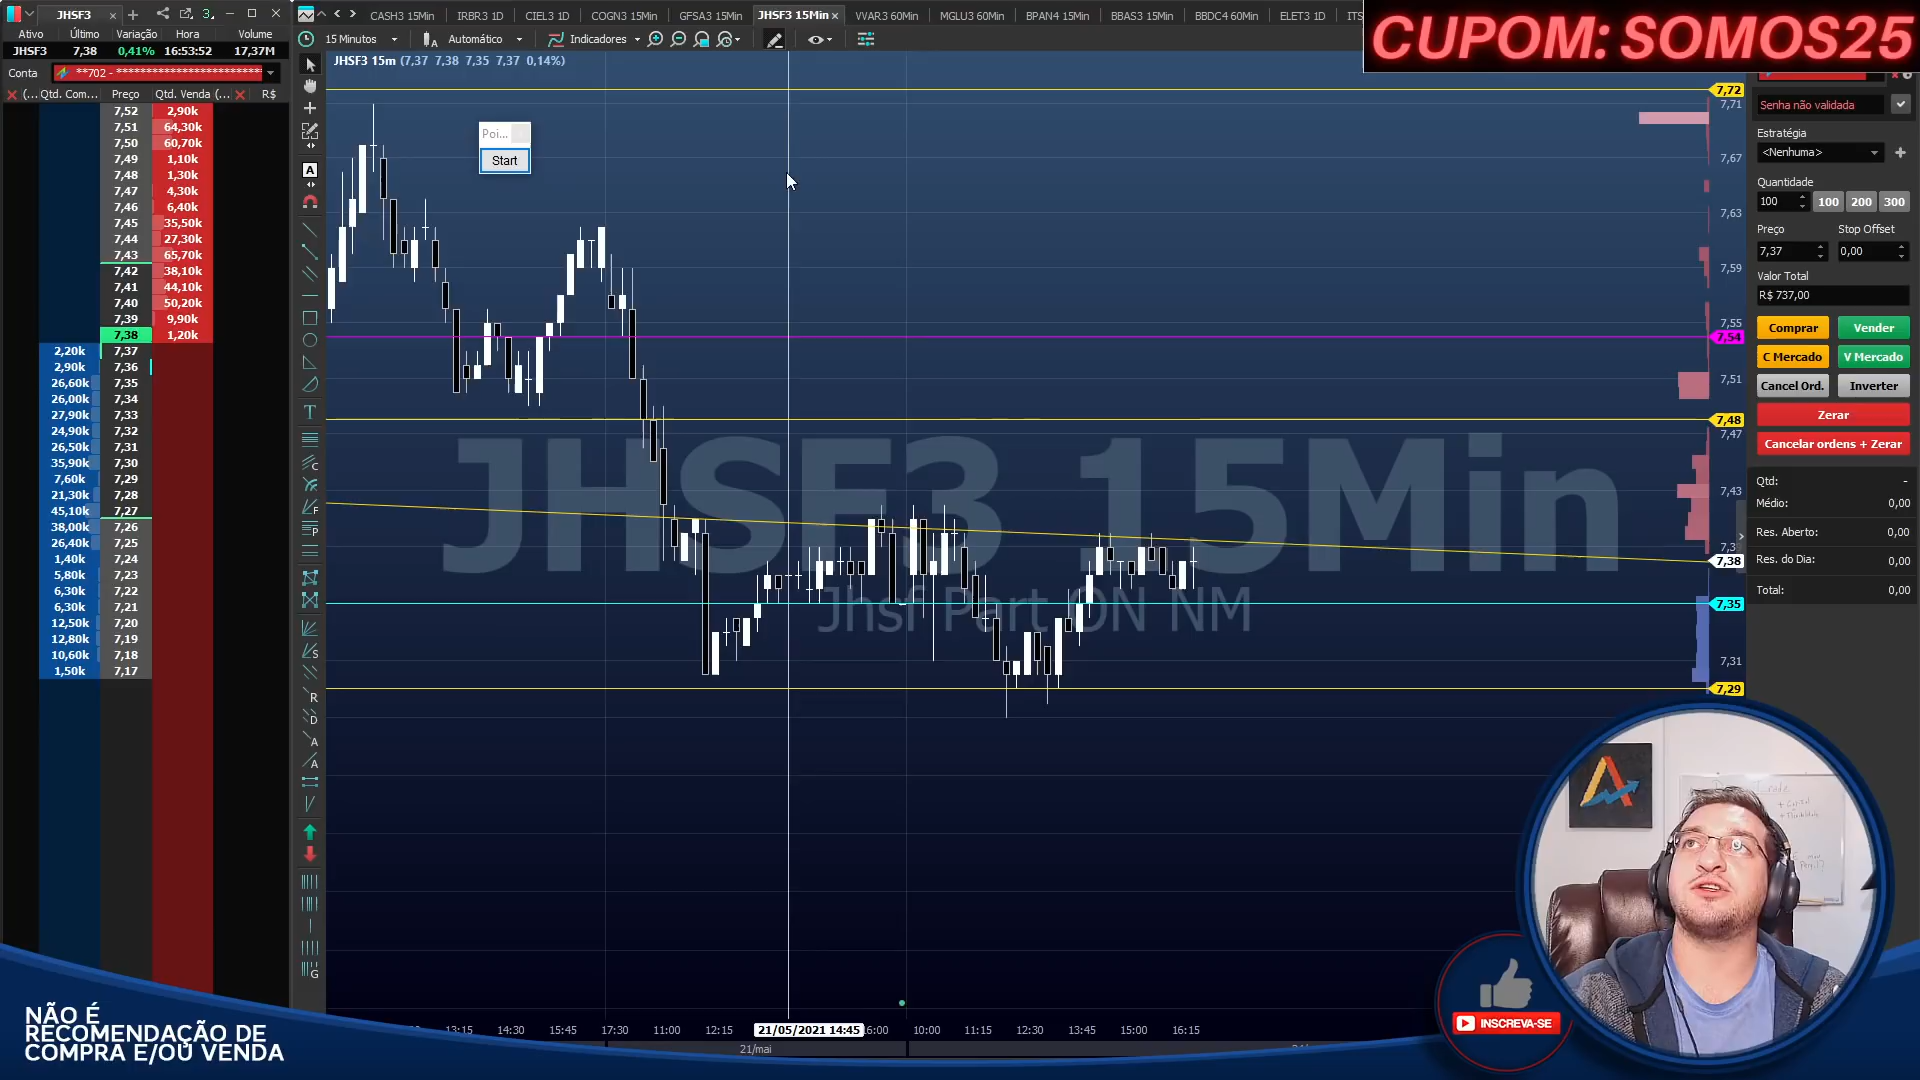 JHSF3
3.
Ativo Último Variação Hora Volume
JHSF3 7,38 0,41% 16:53:52 17,37M
Conta **702 - ****************************
(... Qtd. Com... Preço Qtd. Venda (... R$
7,52 2,90k
7,51 64,30k
7,50 60,70k
7,49 1,10k
7,48 1,30k
7,47 4,30k
7,46 6,40k
7,45 35,50k
7,44 27,30k
7,43 65,70k
7,42 38,10k
7,41 44,10k
7,40 50,20k
7,39 9,90k
7,38 1,20k
2,20k 7,37
2,90k 7,36
26,60k 7,35
26,00k 7,34
27,90k 7,33
24,90k 7,32
26,50k 7,31
35,90k 7,30
7,60k 7,29
21,30k 7,28
45,10k 7,27
38,00k 7,26
26,40k 7,25
1,40k 7,24
5,80k 7,23
6,30k 7,22
6,30k 7,21
12,50k 7,20
12,80k 7,19
10,60k 7,18
1,50k 7,17
CASH3 15Min IRBR3 1D CIEL3 1D COGN3 15Min GFSA3 15Min JHSF3 15Min VVAR3 60Min MGLU3 60Min BPAN4 15Min BBAS3 15Min BBDC4 60Min ELET3 1D
15 Minutos Automático Indicadores
JHSF3 15m (7,37 7,38 7,35 7,37 0,14%)
Poi...
Start
JHSF3 15Min
Jhsf Part ON NM
7,72
7,71
7,67
7,63
7,59
7,55
7,54
7,51
7,48
7,47
7,43
7,38
7,35
7,31
7,29
13:15 14:30 15:45 17:30 11:00 12:15 21/05/2021 14:45 16:00 10:00 11:15 12:30 13:45 15:00 16:15
21/mai
CUPOM: SOMOS25
Senha não validada
Estratégia
<Nenhuma>
Quantidade
100 100 200 300
Preço Stop Offset
7,37 0,00
Valor Total
R$ 737,00
Comprar Vender
C Mercado V Mercado
Cancel Ord. Inverter
Zerar
Cancelar ordens + Zerar
Qtd: -
Médio: 0,00
Res. Aberto: 0,00
Res. do Dia: 0,00
Total: 0,00
NÃO É
RECOMENDAÇÃO DE
COMPRA E/OU VENDA
INSCREVA-SE